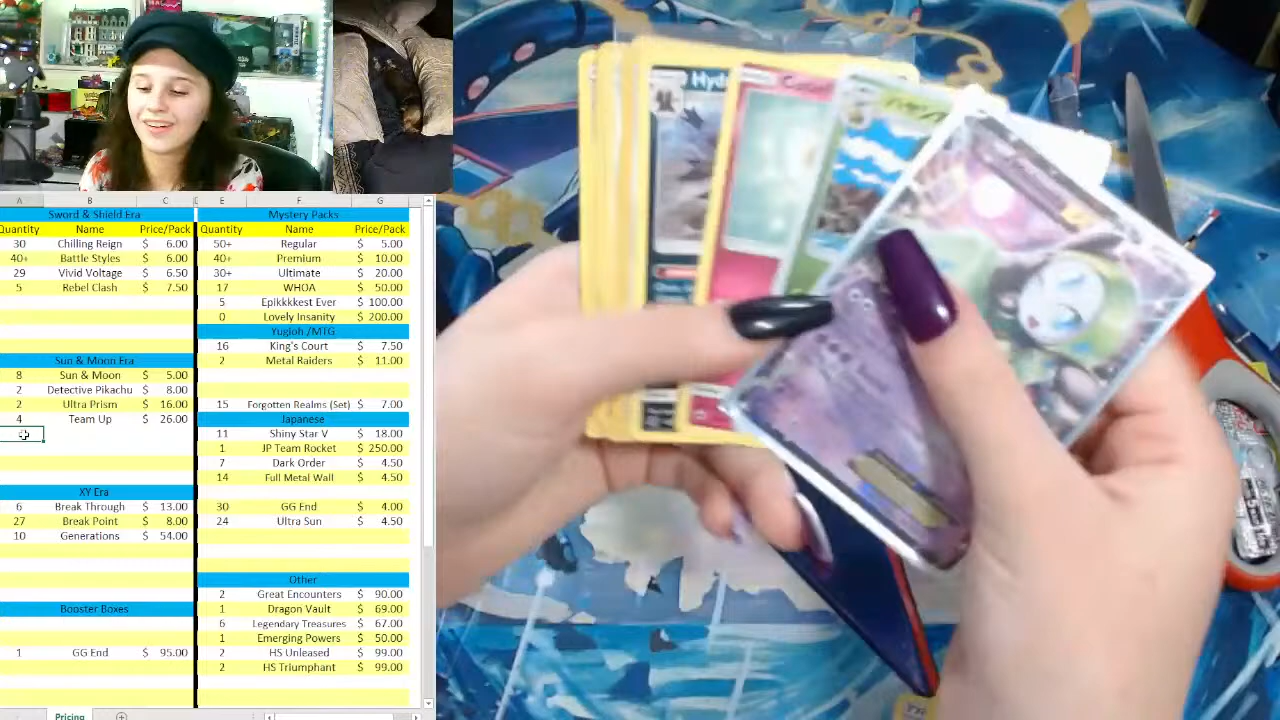 A B C E F G
Sword & Shield Era
Quantity Name Price/Pack
30 Chilling Reign $ 6.00
40+ Battle Styles $ 6.00
29 Vivid Voltage $ 6.50
5 Rebel Clash $ 7.50
Sun & Moon Era
8 Sun & Moon $ 5.00
2 Detective Pikachu $ 8.00
2 Ultra Prism $ 16.00
4 Team Up $ 26.00
XY Era
6 Break Through $ 13.00
27 Break Point $ 8.00
10 Generations $ 54.00
Booster Boxes
1 GG End $ 95.00
Mystery Packs
Quantity Name Price/Pack
50+ Regular $ 5.00
40+ Premium $ 10.00
30+ Ultimate $ 20.00
17 WHOA $ 50.00
5 Epikkkkest Ever $ 100.00
0 Lovely Insanity $ 200.00
Yugioh /MTG
16 King's Court $ 7.50
2 Metal Raiders $ 11.00
15 Forgotten Realms (Set) $ 7.00
Japanese
11 Shiny Star V $ 18.00
1 JP Team Rocket $ 250.00
7 Dark Order $ 4.50
14 Full Metal Wall $ 4.50
30 GG End $ 4.00
24 Ultra Sun $ 4.50
Other
2 Great Encounters $ 90.00
1 Dragon Vault $ 69.00
6 Legendary Treasures $ 67.00
1 Emerging Powers $ 50.00
2 HS Unleased $ 99.00
2 HS Triumphant $ 99.00
Pricing
Hyd